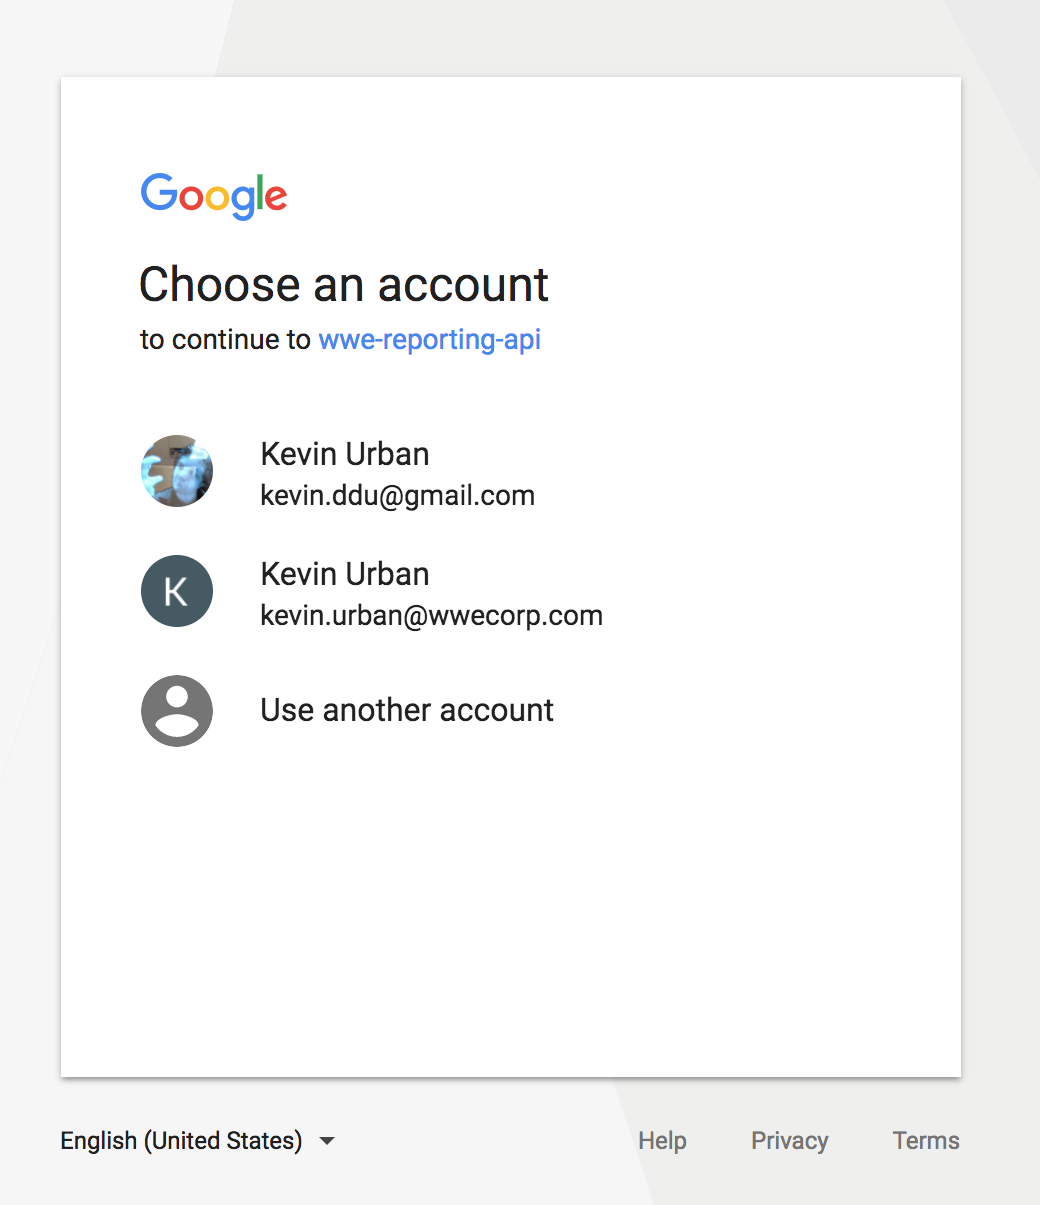 Google
Choose an account
to continue to wwe-reporting-api
Kevin Urban
kevin.ddu@gmail.com
K
Kevin Urban
kevin.urban@wwecorp.com
Use another account
English (United States)
Help Privacy Terms